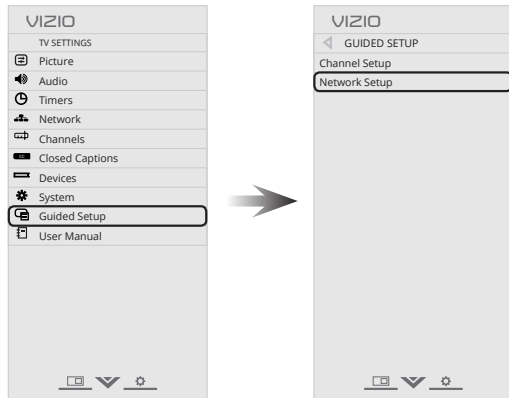 VIZIO
TV SETTINGS
Picture
Audio
Timers
Network
Channels
CC Closed Captions
Devices
System
Guided Setup
User Manual
VIZIO
GUIDED SETUP
Channel Setup
Network Setup